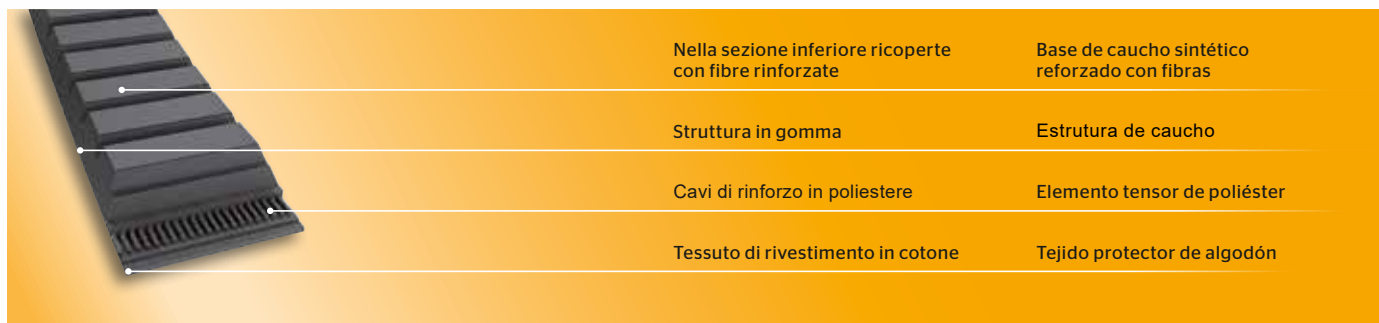 Nella sezione inferiore ricoperte
con fibre rinforzate
Base de caucho sintético
reforzado con fibras
Struttura in gomma
Estrutura de caucho
Cavi di rinforzo in poliestere
Elemento tensor de poliéster
Tessuto di rivestimento in cotone
Tejido protector de algodón